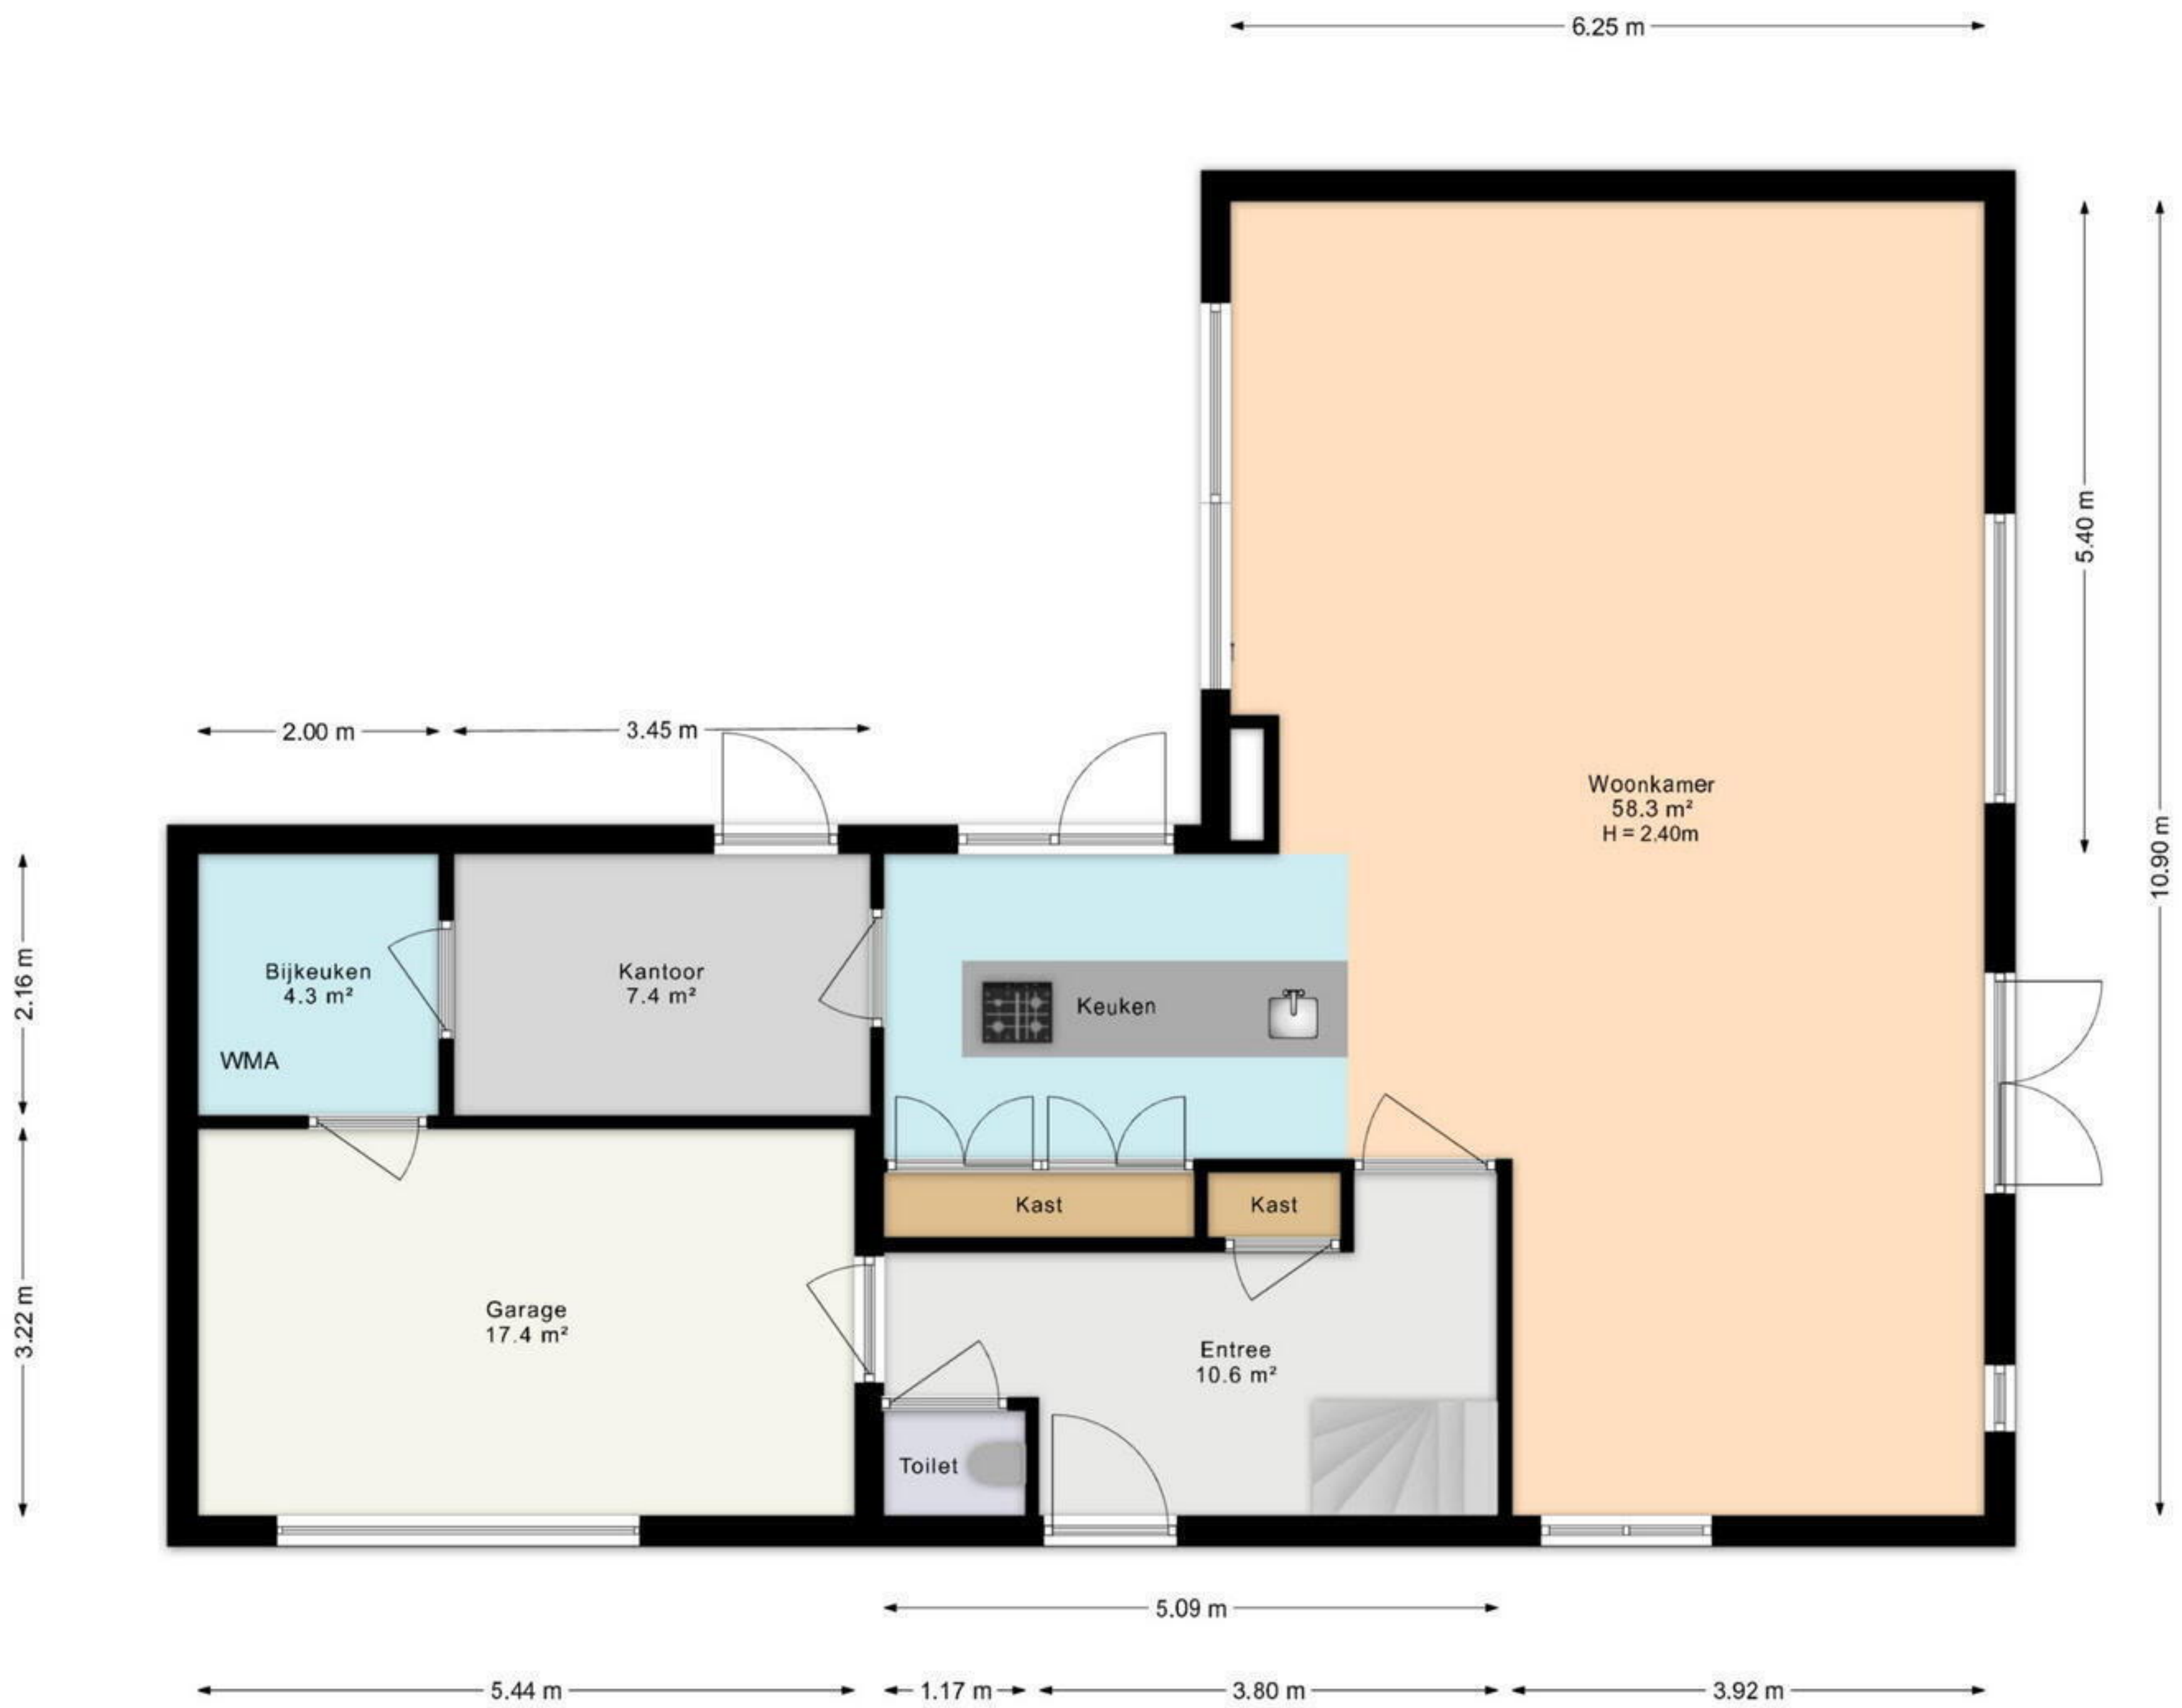 6.25 m
5.40 m
10.90 m
2.00 m
3.45 m
Woonkamer
58.3 m²
H = 2,40m
2.16 m
Bijkeuken
4.3 m²
WMA
Kantoor
7.4 m²
Keuken
Kast
Kast
3.22 m
Garage
17.4 m²
Entree
10.6 m²
Toilet
5.09 m
5.44 m
1.17 m
3.80 m
3.92 m